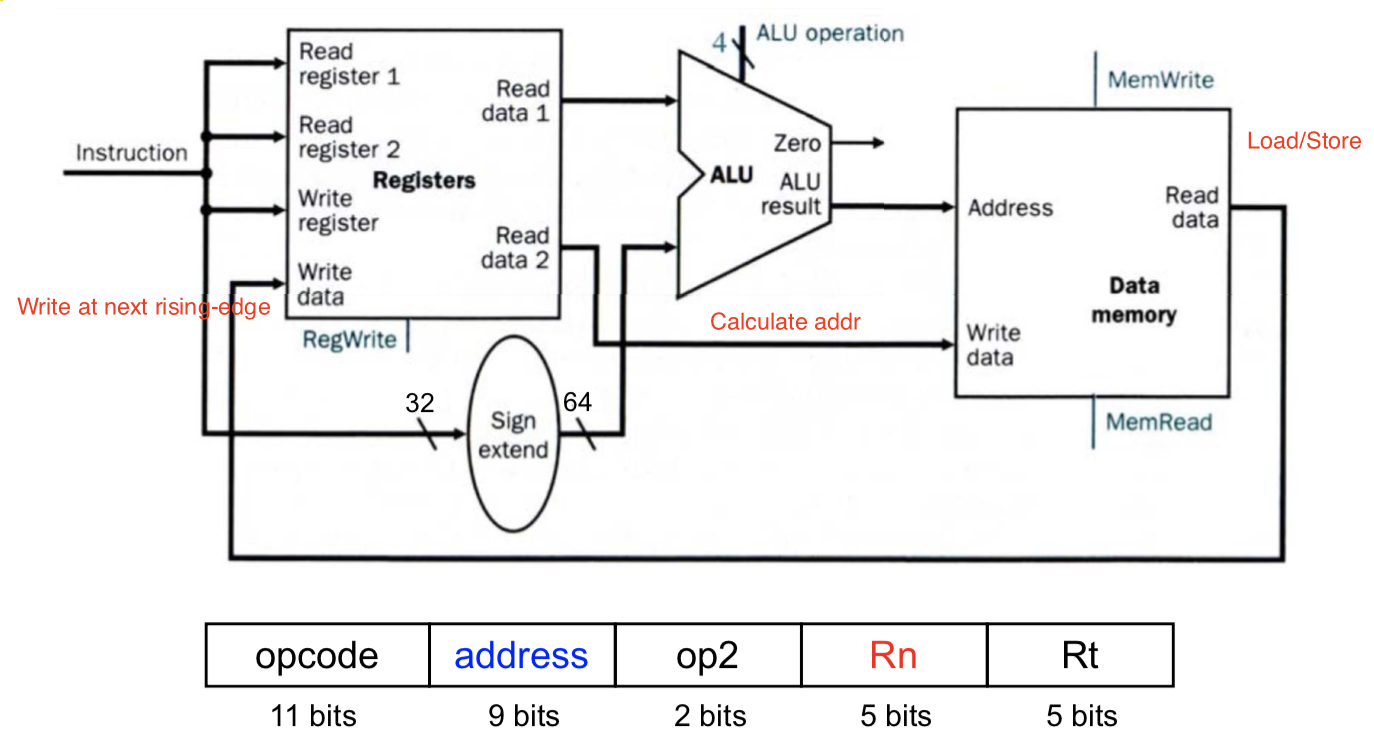 4
ALU operation
MemWrite
Read
register 1
Read
data 1
Read
register 2
Instruction
Registers
Zero
ALU
ALU
result
Load/Store
Write
register
Address
Read
data
Read
data 2
Write
data
Write at next rising-edge
RegWrite
Calculate addr
Data
memory
Write
data
32
64
Sign
extend
MemRead
opcode address op2 Rn Rt
11 bits 9 bits 2 bits 5 bits 5 bits